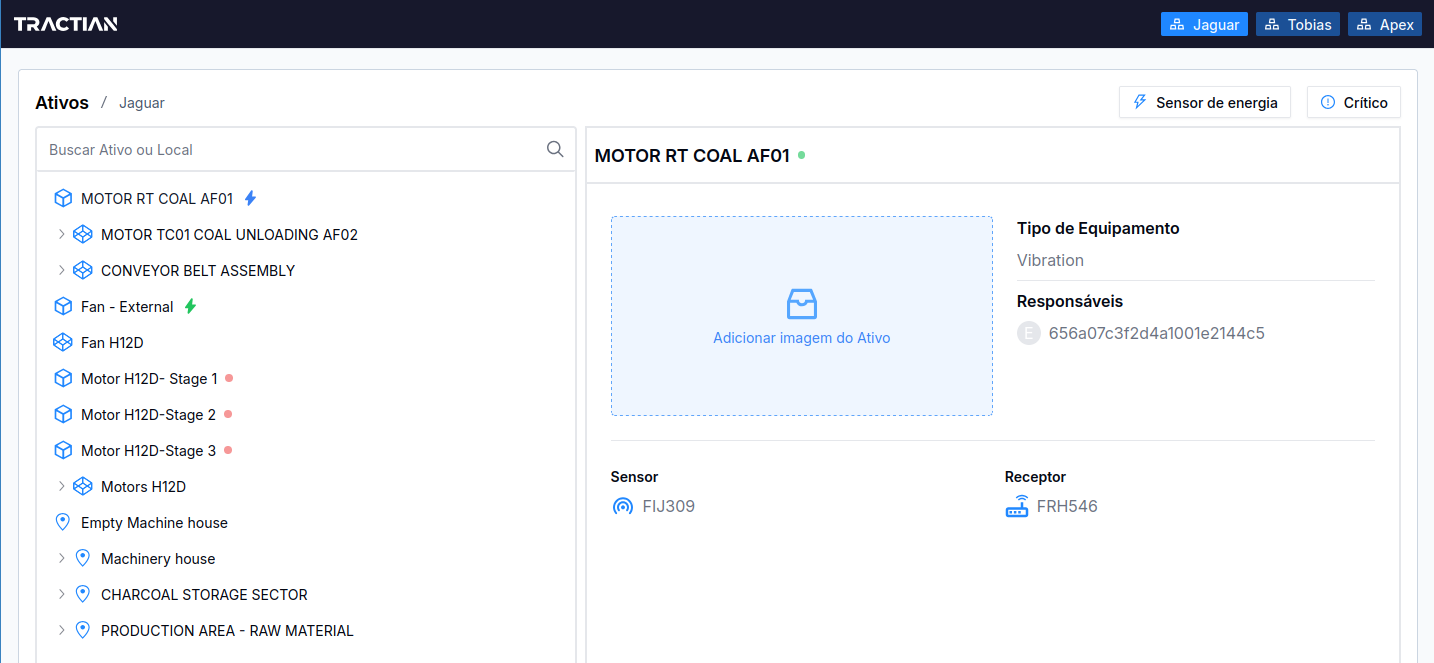 TRACTIAN
Jaguar Tobias Apex
Ativos / Jaguar
Sensor de energia Crítico
Buscar Ativo ou Local
MOTOR RT COAL AF01
MOTOR TC01 COAL UNLOADING AF02
CONVEYOR BELT ASSEMBLY
Fan - External
Fan H12D
Motor H12D- Stage 1
Motor H12D-Stage 2
Motor H12D-Stage 3
Motors H12D
Empty Machine house
Machinery house
CHARCOAL STORAGE SECTOR
PRODUCTION AREA - RAW MATERIAL
MOTOR RT COAL AF01
Adicionar imagem do Ativo
Tipo de Equipamento
Vibration
Responsáveis
E 656a07c3f2d4a1001e2144c5
Sensor
FIJ309
Receptor
FRH546